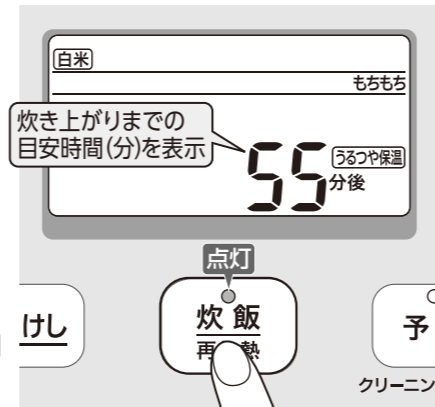 白米
もちもち
炊き上がりまでの
目安時間(分)を表示
55
うるつや保温
分後
点灯
けし
炊飯
再 熱
予
クリーニン